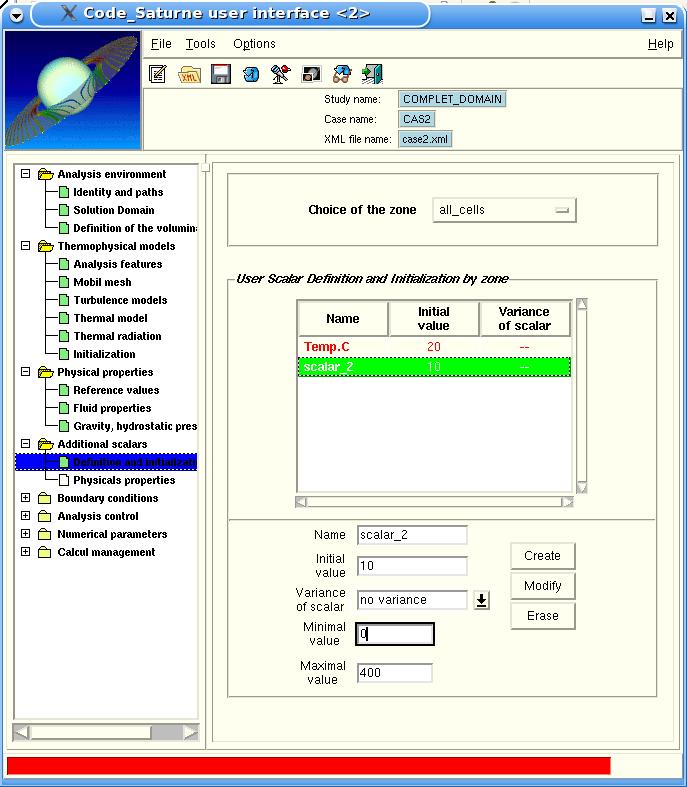 Code_Saturne user interface <2>
File Tools Options Help
XML
Study name: COMPLET_DOMAIN
Case name: CAS2
XML file name: case2.xml
Analysis environment
Identity and paths
Solution Domain
Definition of the volumin
Thermophysical models
Analysis features
Mobil mesh
Turbulence models
Thermal model
Thermal radiation
Initialization
Physical properties
Reference values
Fluid properties
Gravity, hydrostatic pres
Additional scalars
Definition and initializati
Physicals properties
Boundary conditions
Analysis control
Numerical parameters
Calcul management
Choice of the zone all_cells
User Scalar Definition and Initialization by zone
Name Initial value Variance of scalar
Temp.C 20 --
scalar_2 10 --
Name scalar_2
Initial value 10
Variance of scalar no variance
Minimal value 0
Maximal value 400
Create
Modify
Erase